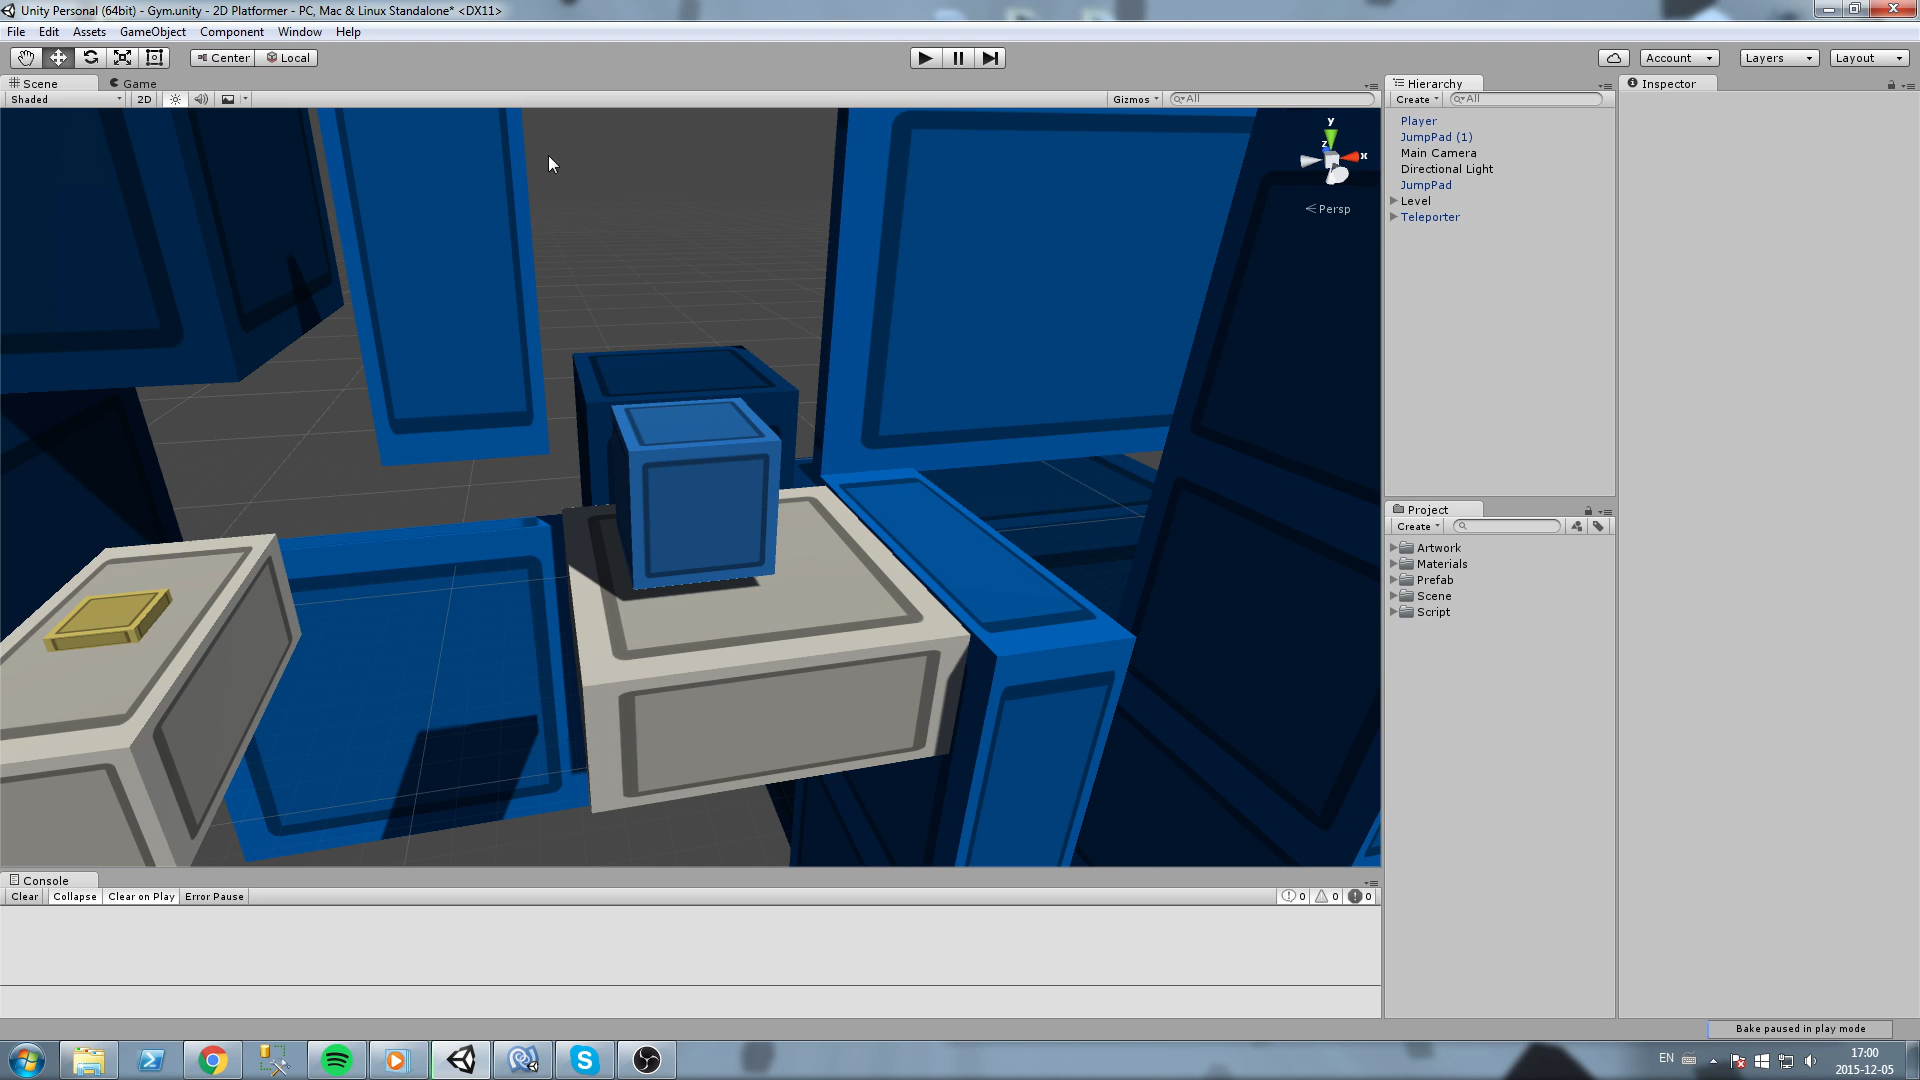 Unity Personal (64bit) - Gym.unity - 2D Platformer - PC, Mac & Linux Standalone* <DX11>
File Edit Assets GameObject Component Window Help
Center Local Account Layers Layout
Scene Game Hierarchy Inspector
Shaded 2D Gizmos All Create All
Player
JumpPad (1)
Main Camera
Directional Light
JumpPad
Level
Teleporter
y
z
x
Persp
Project
Create
Artwork
Materials
Prefab
Scene
Script
Console
Clear Collapse Clear on Play Error Pause 0 0 0
Bake paused in play mode
EN 17:00
2015-12-05